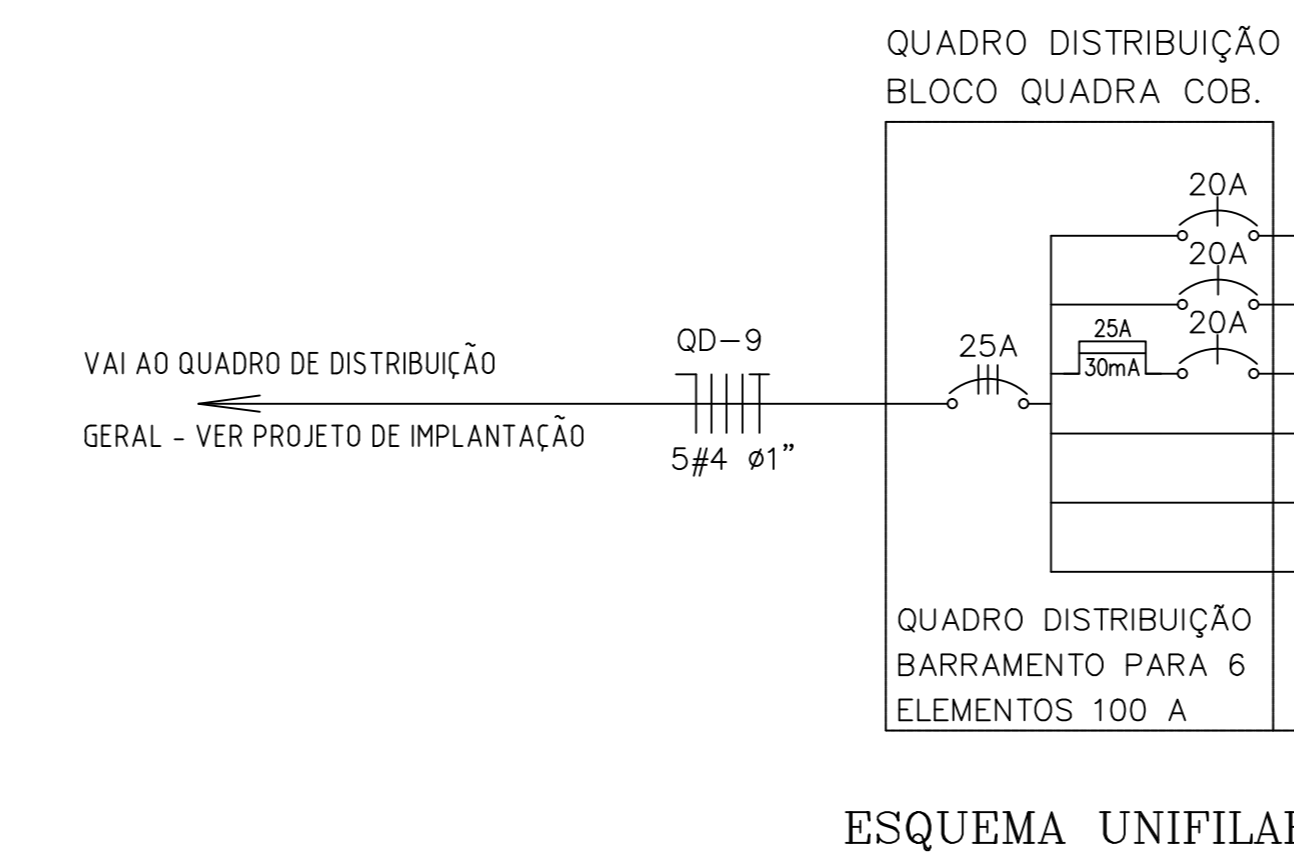 QUADRO DISTRIBUIÇÃO
BLOCO QUADRA COB.
20A
20A
25A
30mA
20A
25A
QD-9
VAI AO QUADRO DE DISTRIBUIÇÃO
GERAL - VER PROJETO DE IMPLANTAÇÃO
5#4 ø1"
QUADRO DISTRIBUIÇÃO
BARRAMENTO PARA 6
ELEMENTOS 100 A
ESQUEMA